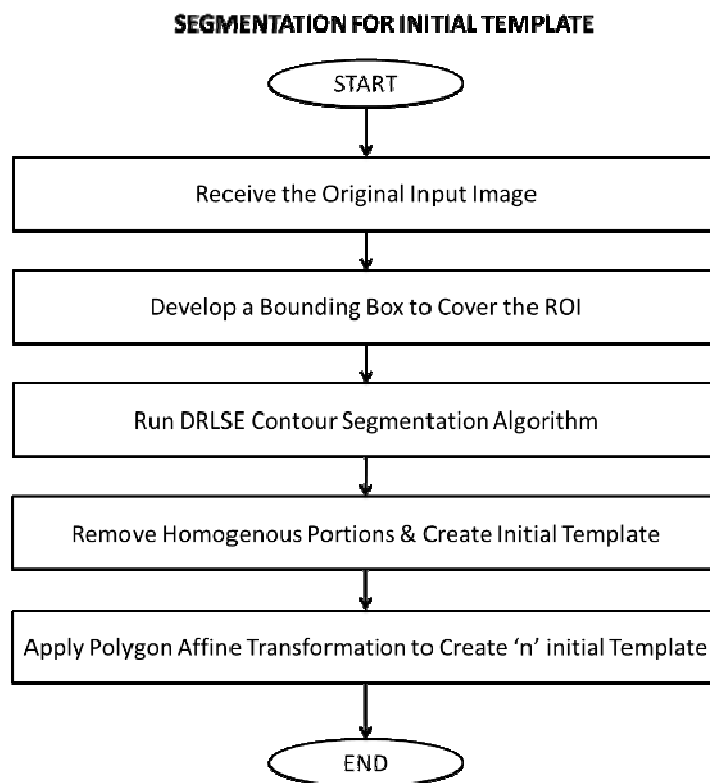 SEGMENTATION FOR INITIAL TEMPLATE
START
Receive the Original Input Image
Develop a Bounding Box to Cover the ROI
Run DRLSE Contour Segmentation Algorithm
Remove Homogenous Portions & Create Initial Template
Apply Polygon Affine Transformation to Create ‘n’ initial Template
END